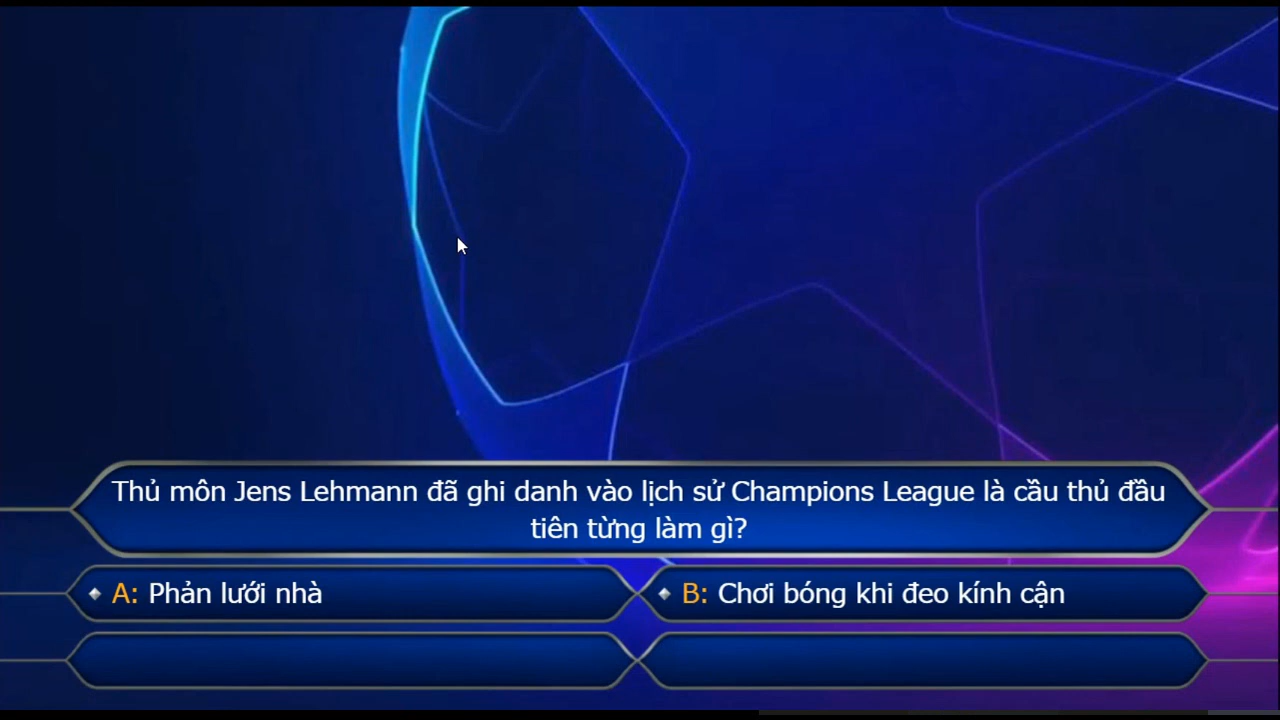 Thủ môn Jens Lehmann đã ghi danh vào lịch sử Champions League là cầu thủ đầu
tiên từng làm gì?
A: Phản lưới nhà
B: Chơi bóng khi đeo kính cận